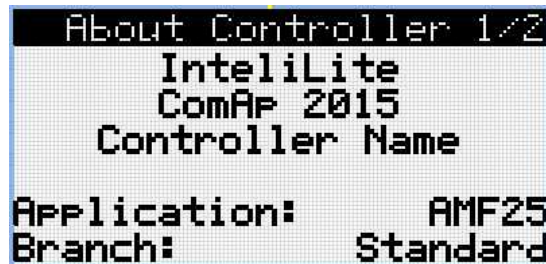 About Controller 1/2
InteliLite
ComAp 2015
Controller Name
Application: AMF25
Branch: Standard